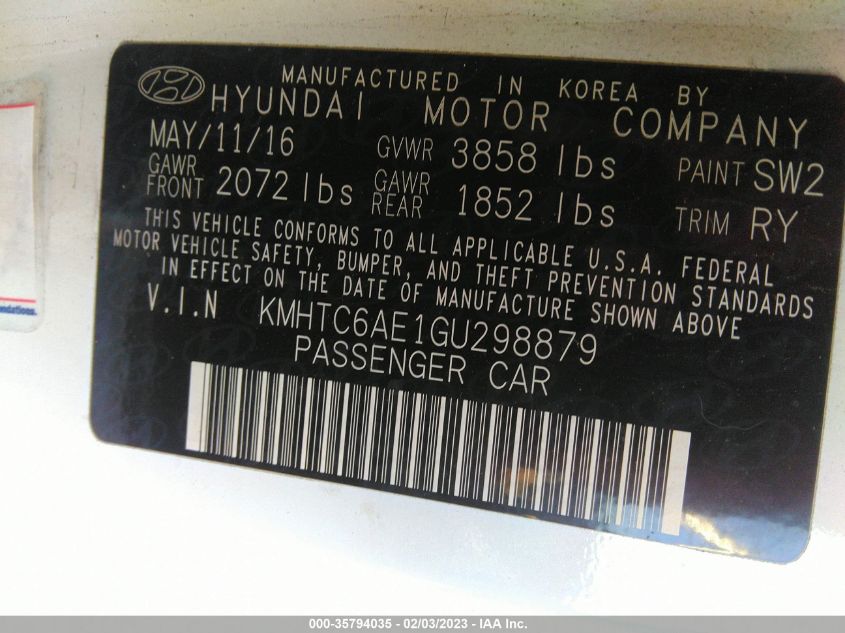 MANUFACTURED IN KOREA BY
HYUNDAI MOTOR COMPANY
MAY/11/16 GVWR 3858 lbs PAINT SW2
GAWR FRONT 2072 lbs GAWR REAR 1852 lbs TRIM RY
THIS VEHICLE CONFORMS TO ALL APPLICABLE U.S.A. FEDERAL
MOTOR VEHICLE SAFETY, BUMPER, AND THEFT PREVENTION STANDARDS
IN EFFECT ON THE DATE OF MANUFACTURE SHOWN ABOVE
V.I.N KMHTC6AE1GU298879
PASSENGER CAR
ndations.
000-35794035 - 02/03/2023 - IAA Inc.